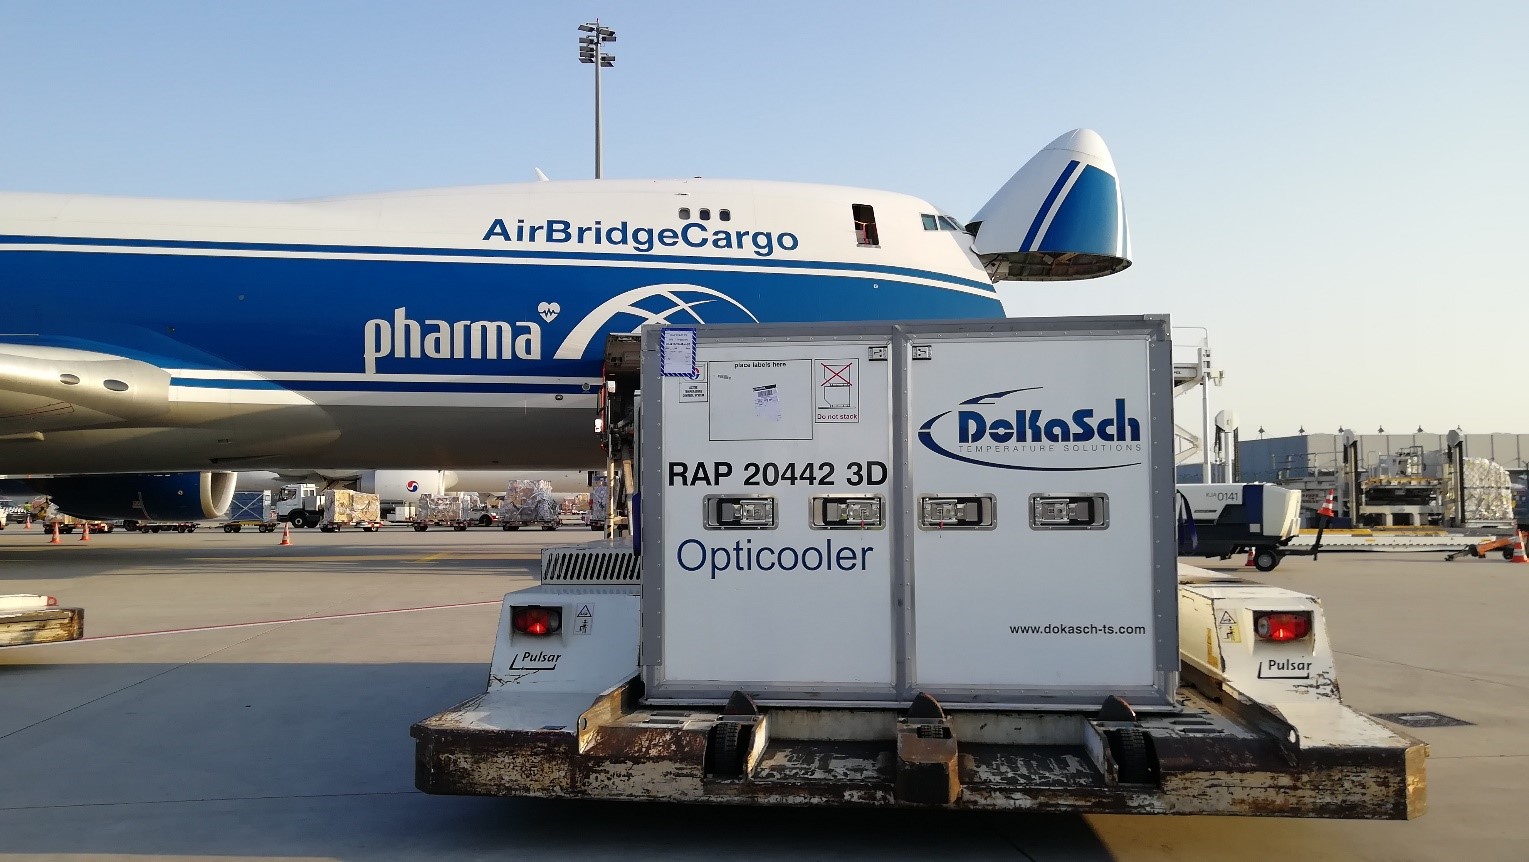 AirBridgeCargo
pharma
place labels here
Do not stack
DoKaSch
TEMPERATURE SOLUTIONS
RAP 20442 3D
0141
Opticooler
www.dokasch-ts.com
Pulsar
Pulsar